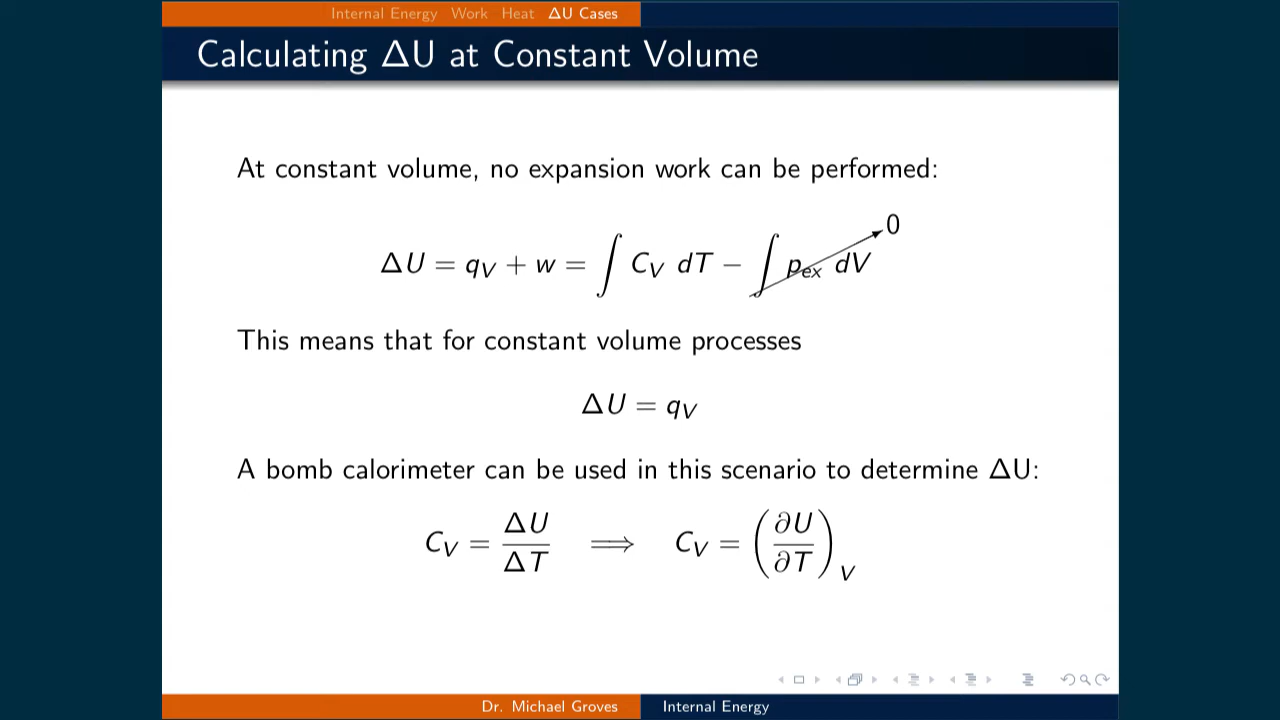 Internal Energy Work Heat ΔU Cases
Calculating ΔU at Constant Volume
At constant volume, no expansion work can be performed:
ΔU = q_V + w = ∫ C_V dT − ∫ p_ex dV 0
This means that for constant volume processes
ΔU = q_V
A bomb calorimeter can be used in this scenario to determine ΔU:
C_V = ΔU/ΔT ⟹ C_V = (∂U/∂T)_V
Dr. Michael Groves Internal Energy